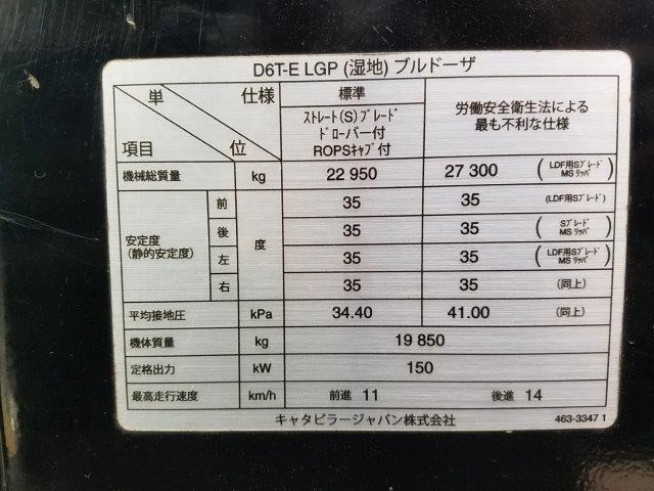 D6T-E LGP (湿地) ブルドーザ
単 仕様 標準 労働安全衛生法による
ストレート(S)ブレード 最も不利な仕様
ドローバー付
項目 位 ROPSキャブ付
機械総質量 kg 22 950 27 300 (LDF用Sブレード MSリッパ)
前 35 35 (LDF用Sブレード)
後 35 35 (Sブレード MSリッパ)
安定度 (静的安定度) 度
左 35 35 (LDF用Sブレード MSリッパ)
右 35 35 (同上)
平均接地圧 kPa 34.40 41.00 (同上)
機体質量 kg 19 850
定格出力 kW 150
最高走行速度 km/h 前進 11 後進 14
キャタピラージャパン株式会社 463-3347 1